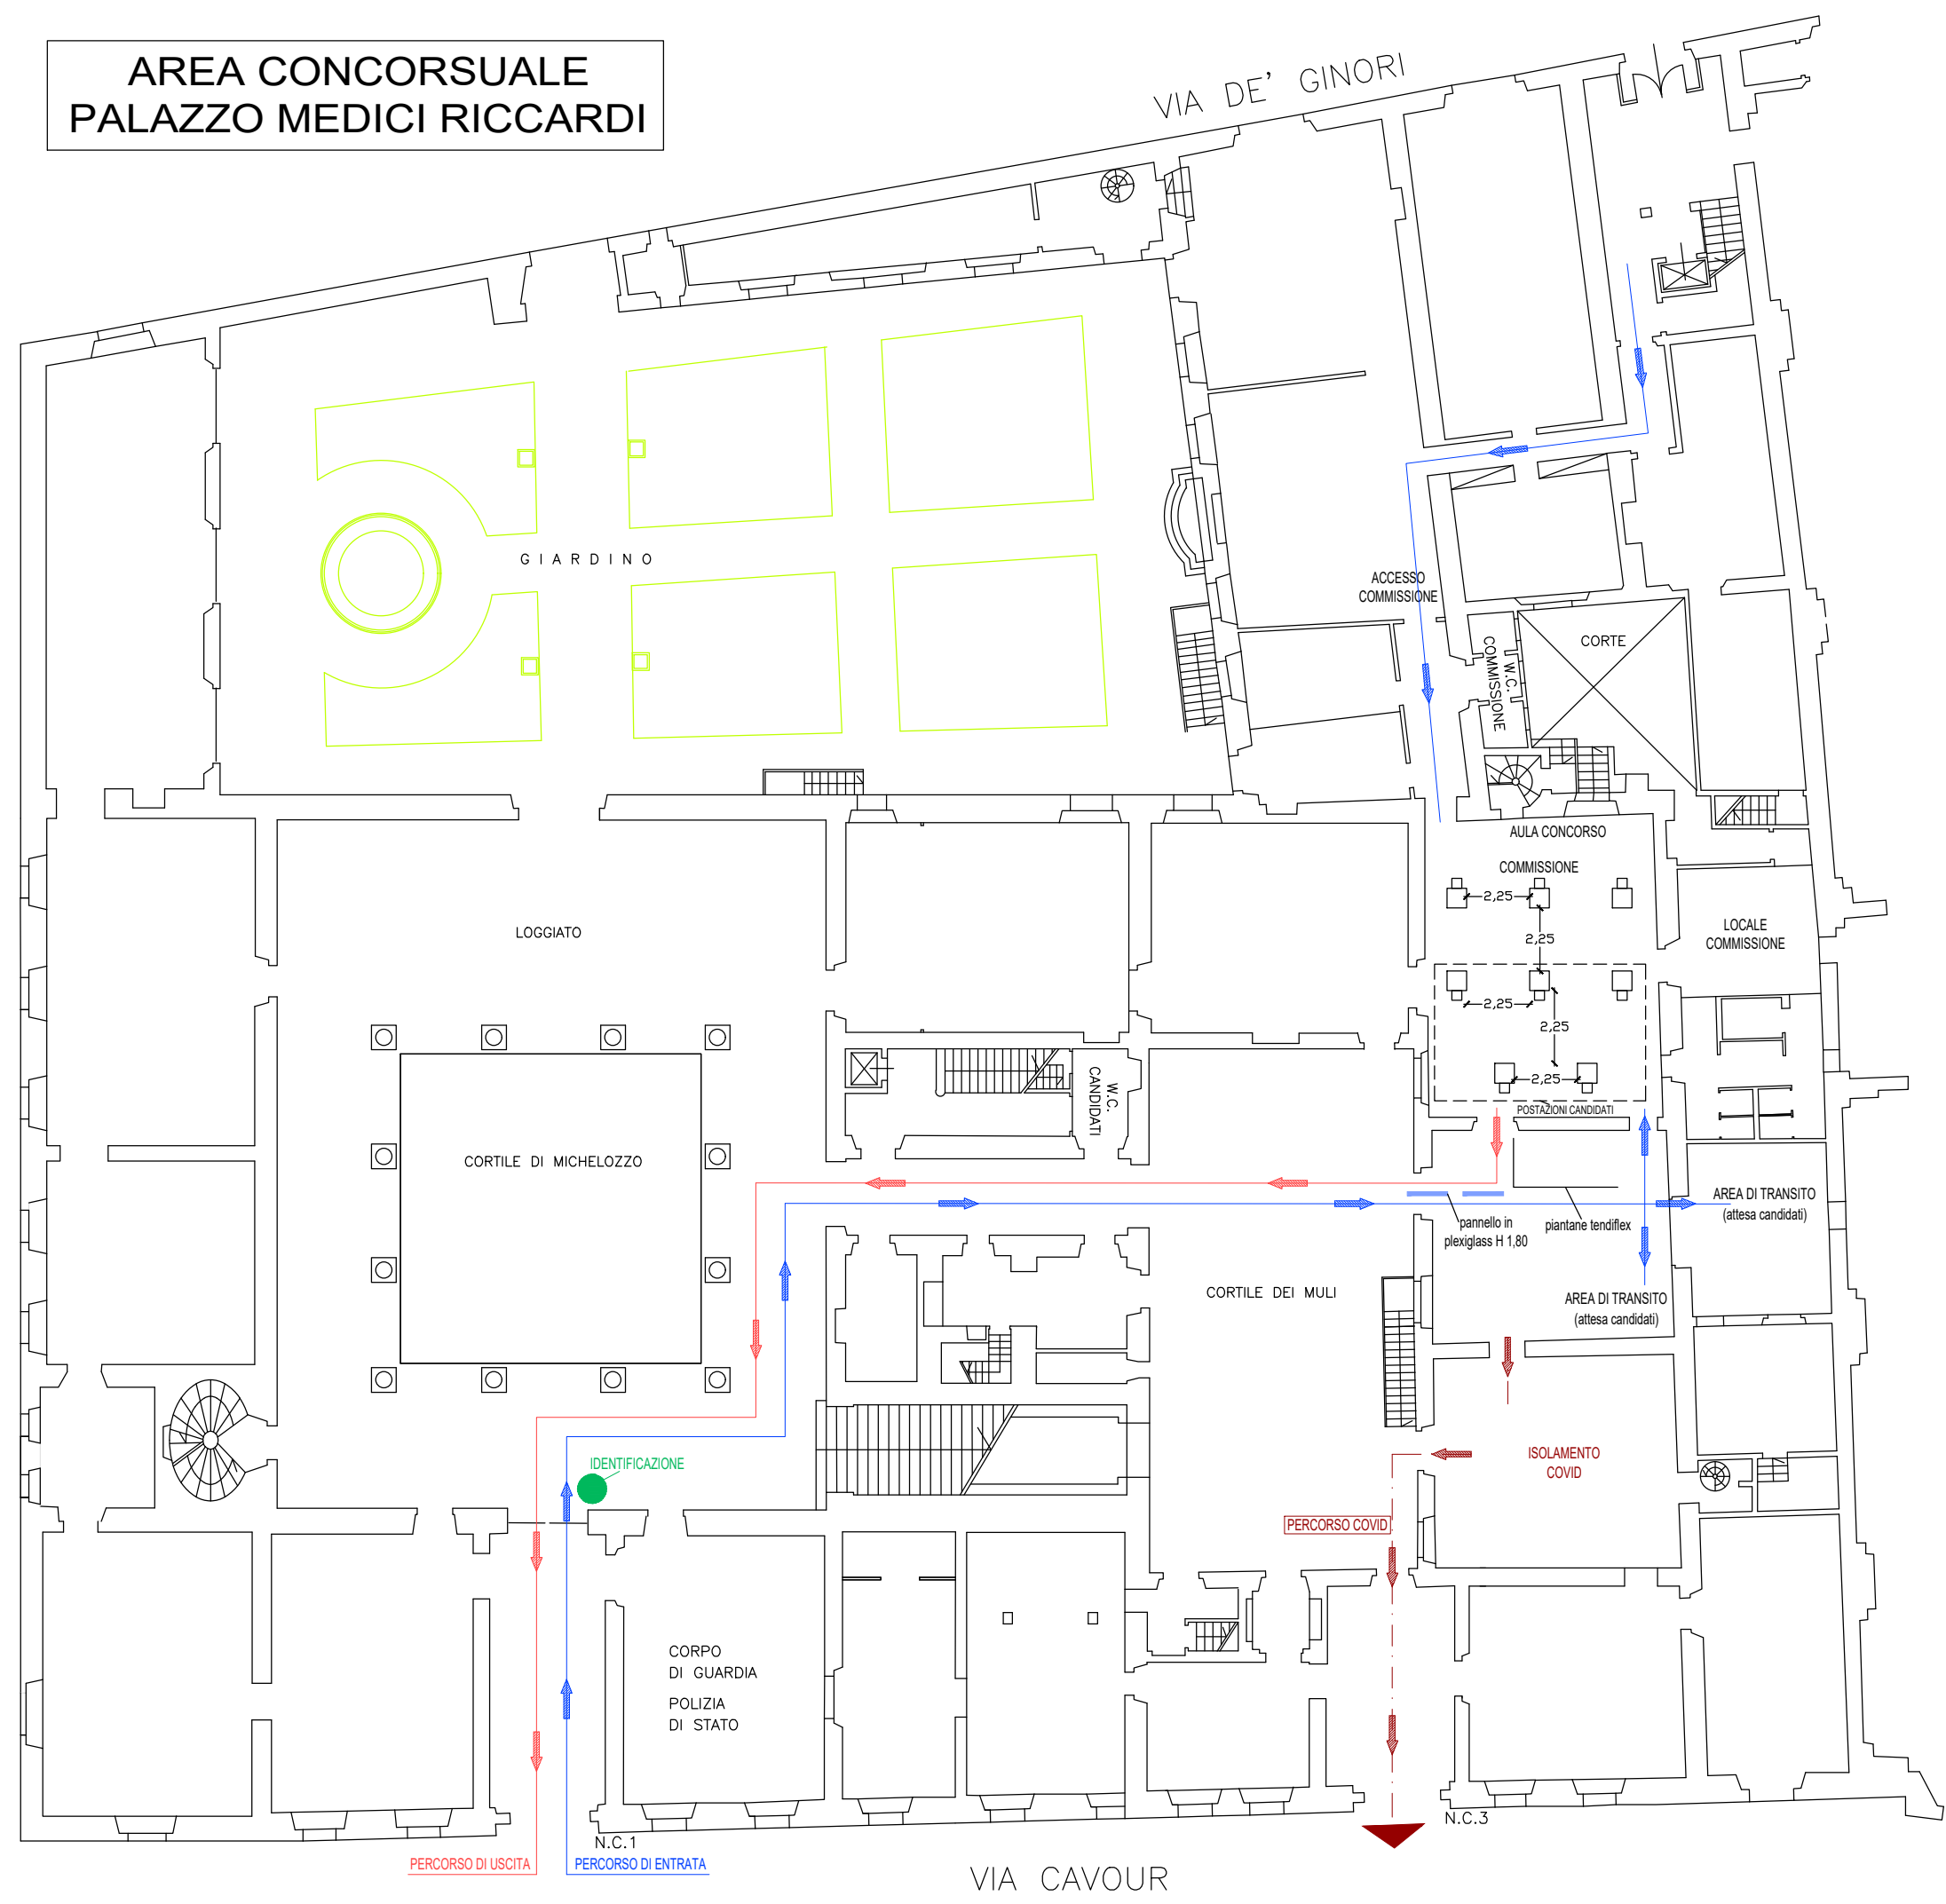 AREA CONCORSUALE
PALAZZO MEDICI RICCARDI
VIA DE' GINORI
GIARDINO
ACCESSO
COMMISSIONE
W.C.
COMMISSIONE
CORTE
AULA CONCORSO
COMMISSIONE
2,25
2,25
2,25
2,25
2,25
POSTAZIONI CANDIDATI
LOCALE
COMMISSIONE
LOGGIATO
W.C.
CANDIDATI
CORTILE DI MICHELOZZO
AREA DI TRANSITO
(attesa candidati)
pannello in
plexiglass H 1,80
piantane tendiflex
CORTILE DEI MULI
AREA DI TRANSITO
(attesa candidati)
IDENTIFICAZIONE
ISOLAMENTO
COVID
PERCORSO COVID
CORPO
DI GUARDIA
POLIZIA
DI STATO
N.C.1
N.C.3
PERCORSO DI USCITA
PERCORSO DI ENTRATA
VIA CAVOUR